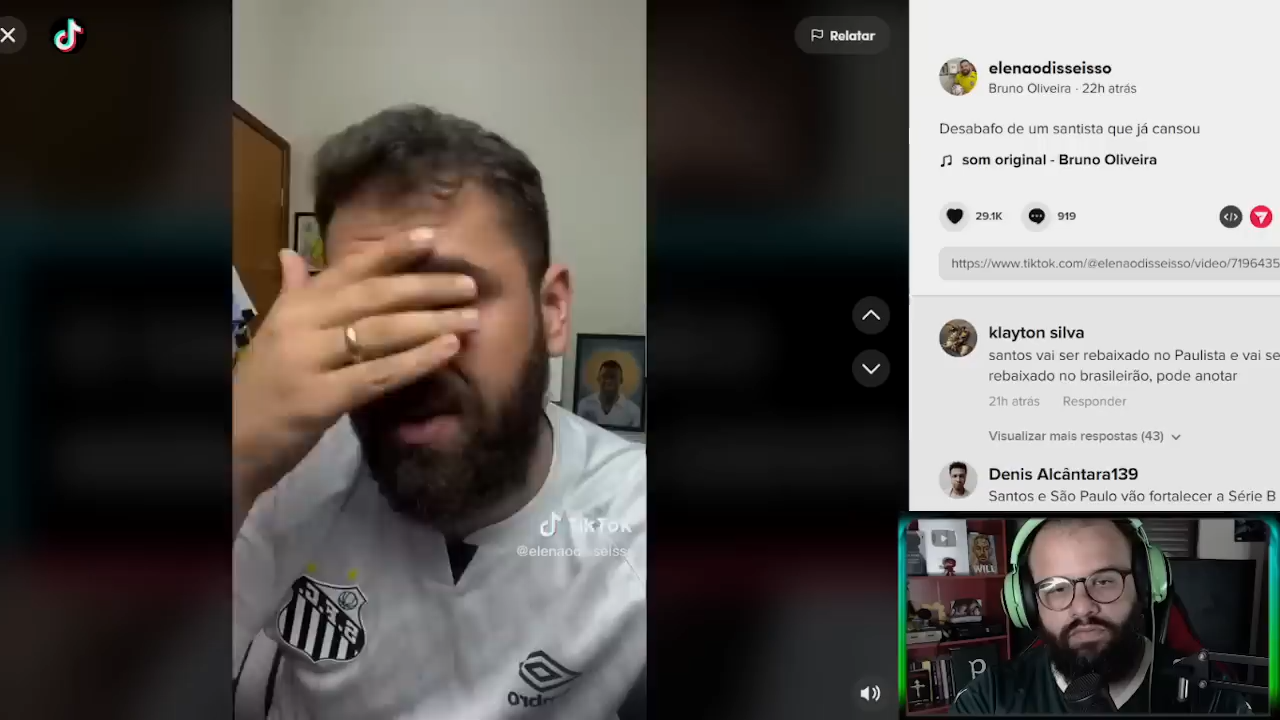 Relatar
elenaodisseisso
Bruno Oliveira · 22h atrás
Desabafo de um santista que já cansou
som original - Bruno Oliveira
29.1K
919
https://www.tiktok.com/@elenaodisseisso/video/7196435
klayton silva
santos vai ser rebaixado no Paulista e vai se
rebaixado no brasileirão, pode anotar
21h atrás Responder
Visualizar mais respostas (43)
Denis Alcântara139
Santos e São Paulo vão fortalecer a Série B
TikTok
@elenaodisseisso
S.F.C.
umbro
WILL